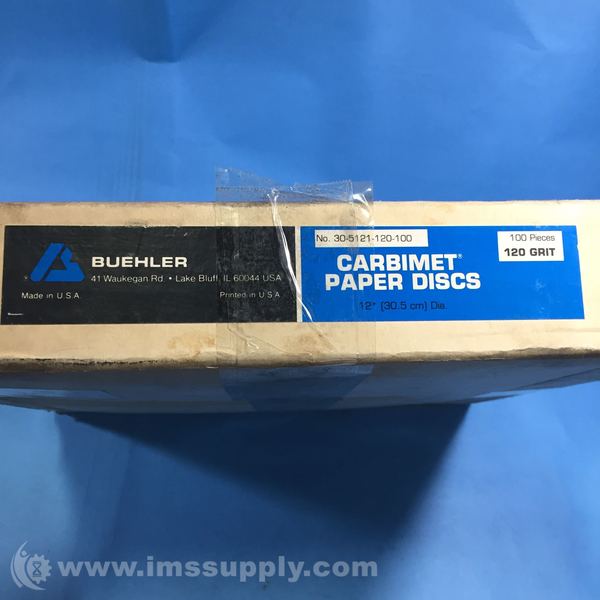 BUEHLER
41 Waukegan Rd. • Lake Bluff, IL 60044 USA
Made in U.S.A. Printed in U.S.A.
No. 30-5121-120-100
100 Pieces
120 GRIT
CARBIMET®
PAPER DISCS
12" (30.5 cm) Dia.
www.imssupply.com